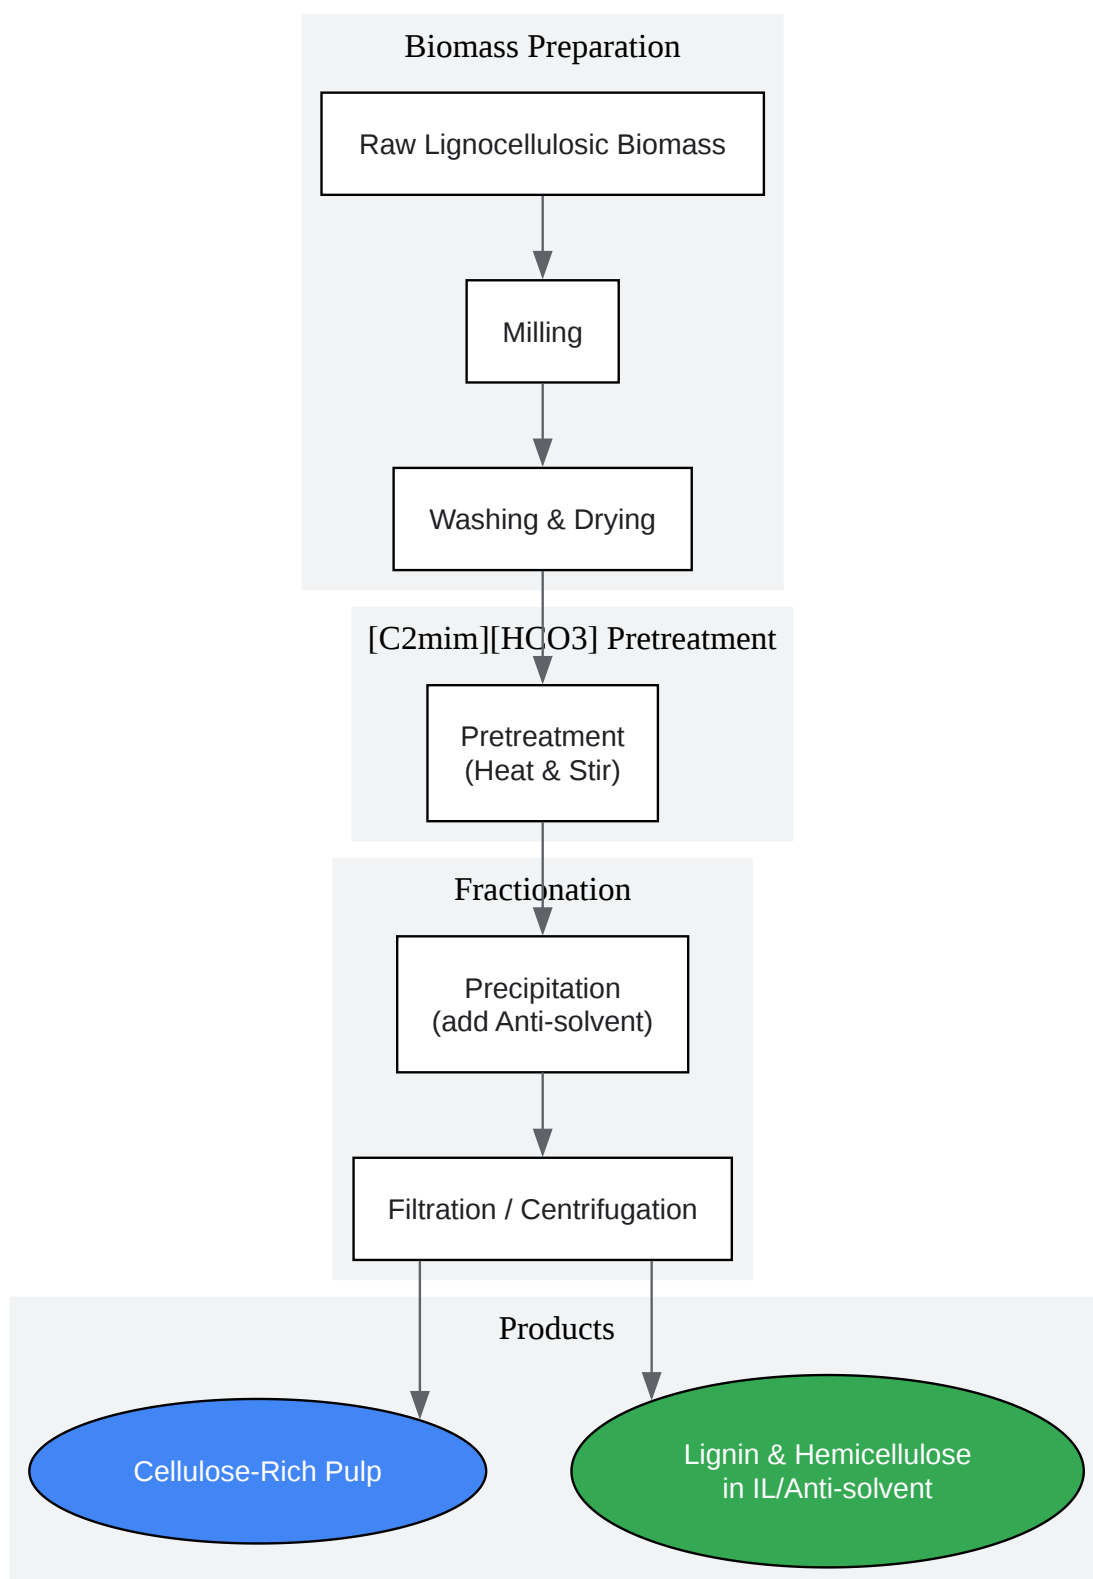 Biomass Preparation
Raw Lignocellulosic Biomass
Milling
Washing & Drying
[C2mim][HCO3] Pretreatment
Pretreatment
(Heat & Stir)
Fractionation
Precipitation
(add Anti-solvent)
Filtration / Centrifugation
Products
Cellulose-Rich Pulp
Lignin & Hemicellulose
in IL/Anti-solvent